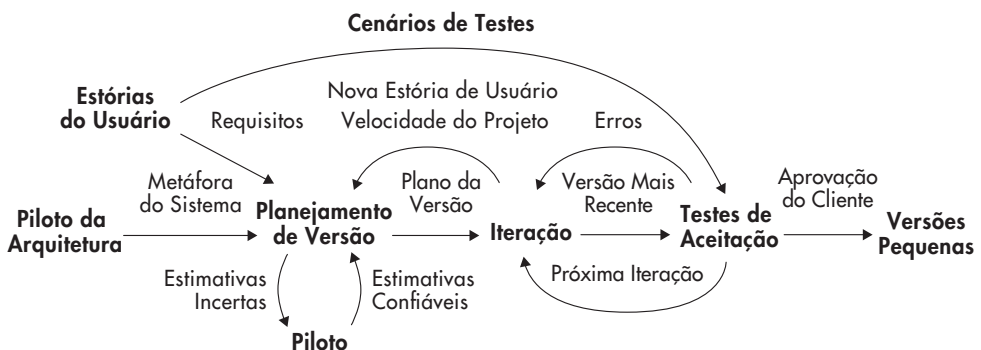 Cenários de Testes
Estórias
do Usuário
Requisitos
Nova Estória de Usuário
Velocidade do Projeto
Erros
Metáfora
do Sistema
Plano da
Versão
Versão Mais
Recente
Aprovação
do Cliente
Piloto da
Arquitetura
Planejamento
de Versão
Iteração
Testes de
Aceitação
Versões
Pequenas
Estimativas
Incertas
Estimativas
Confiáveis
Próxima Iteração
Piloto